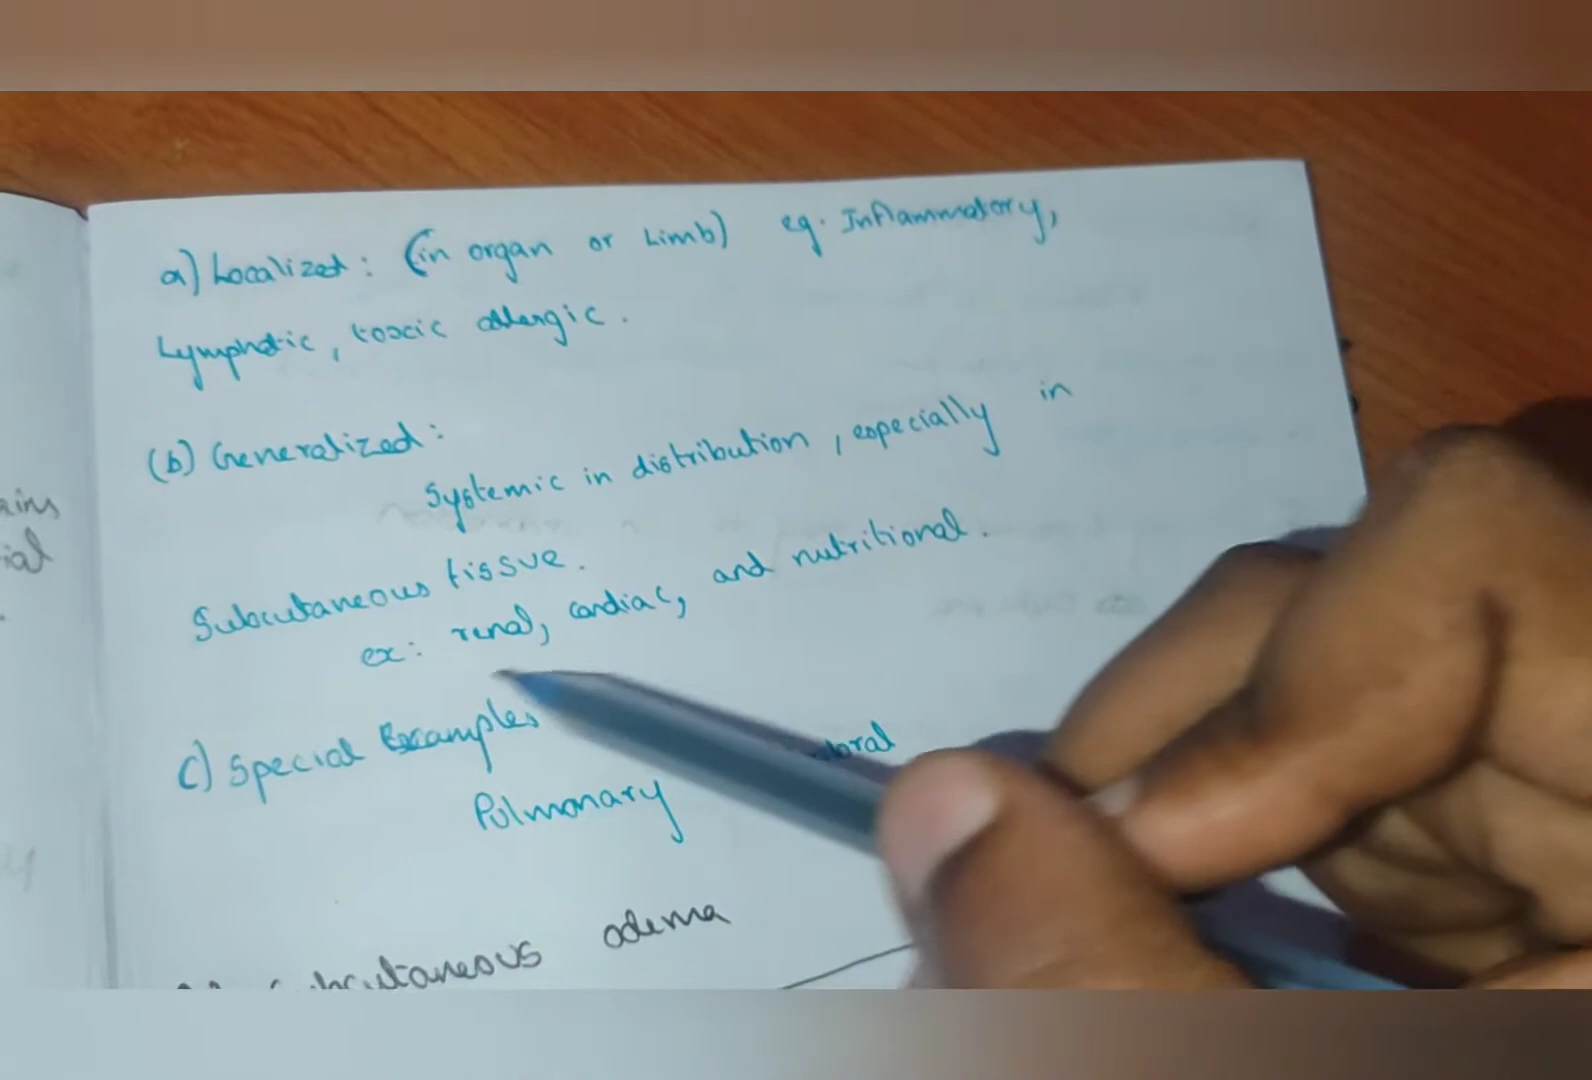 a) Localized: (in organ or Limb) eg. Inflammatory,
Lymphatic, toxic allergic.
(b) Generalized:
Systemic in distribution, especially in
Subcutaneous tissue.
ex: renal, cardiac, and nutritional.
c) Special Examples
Pulmonary
odema